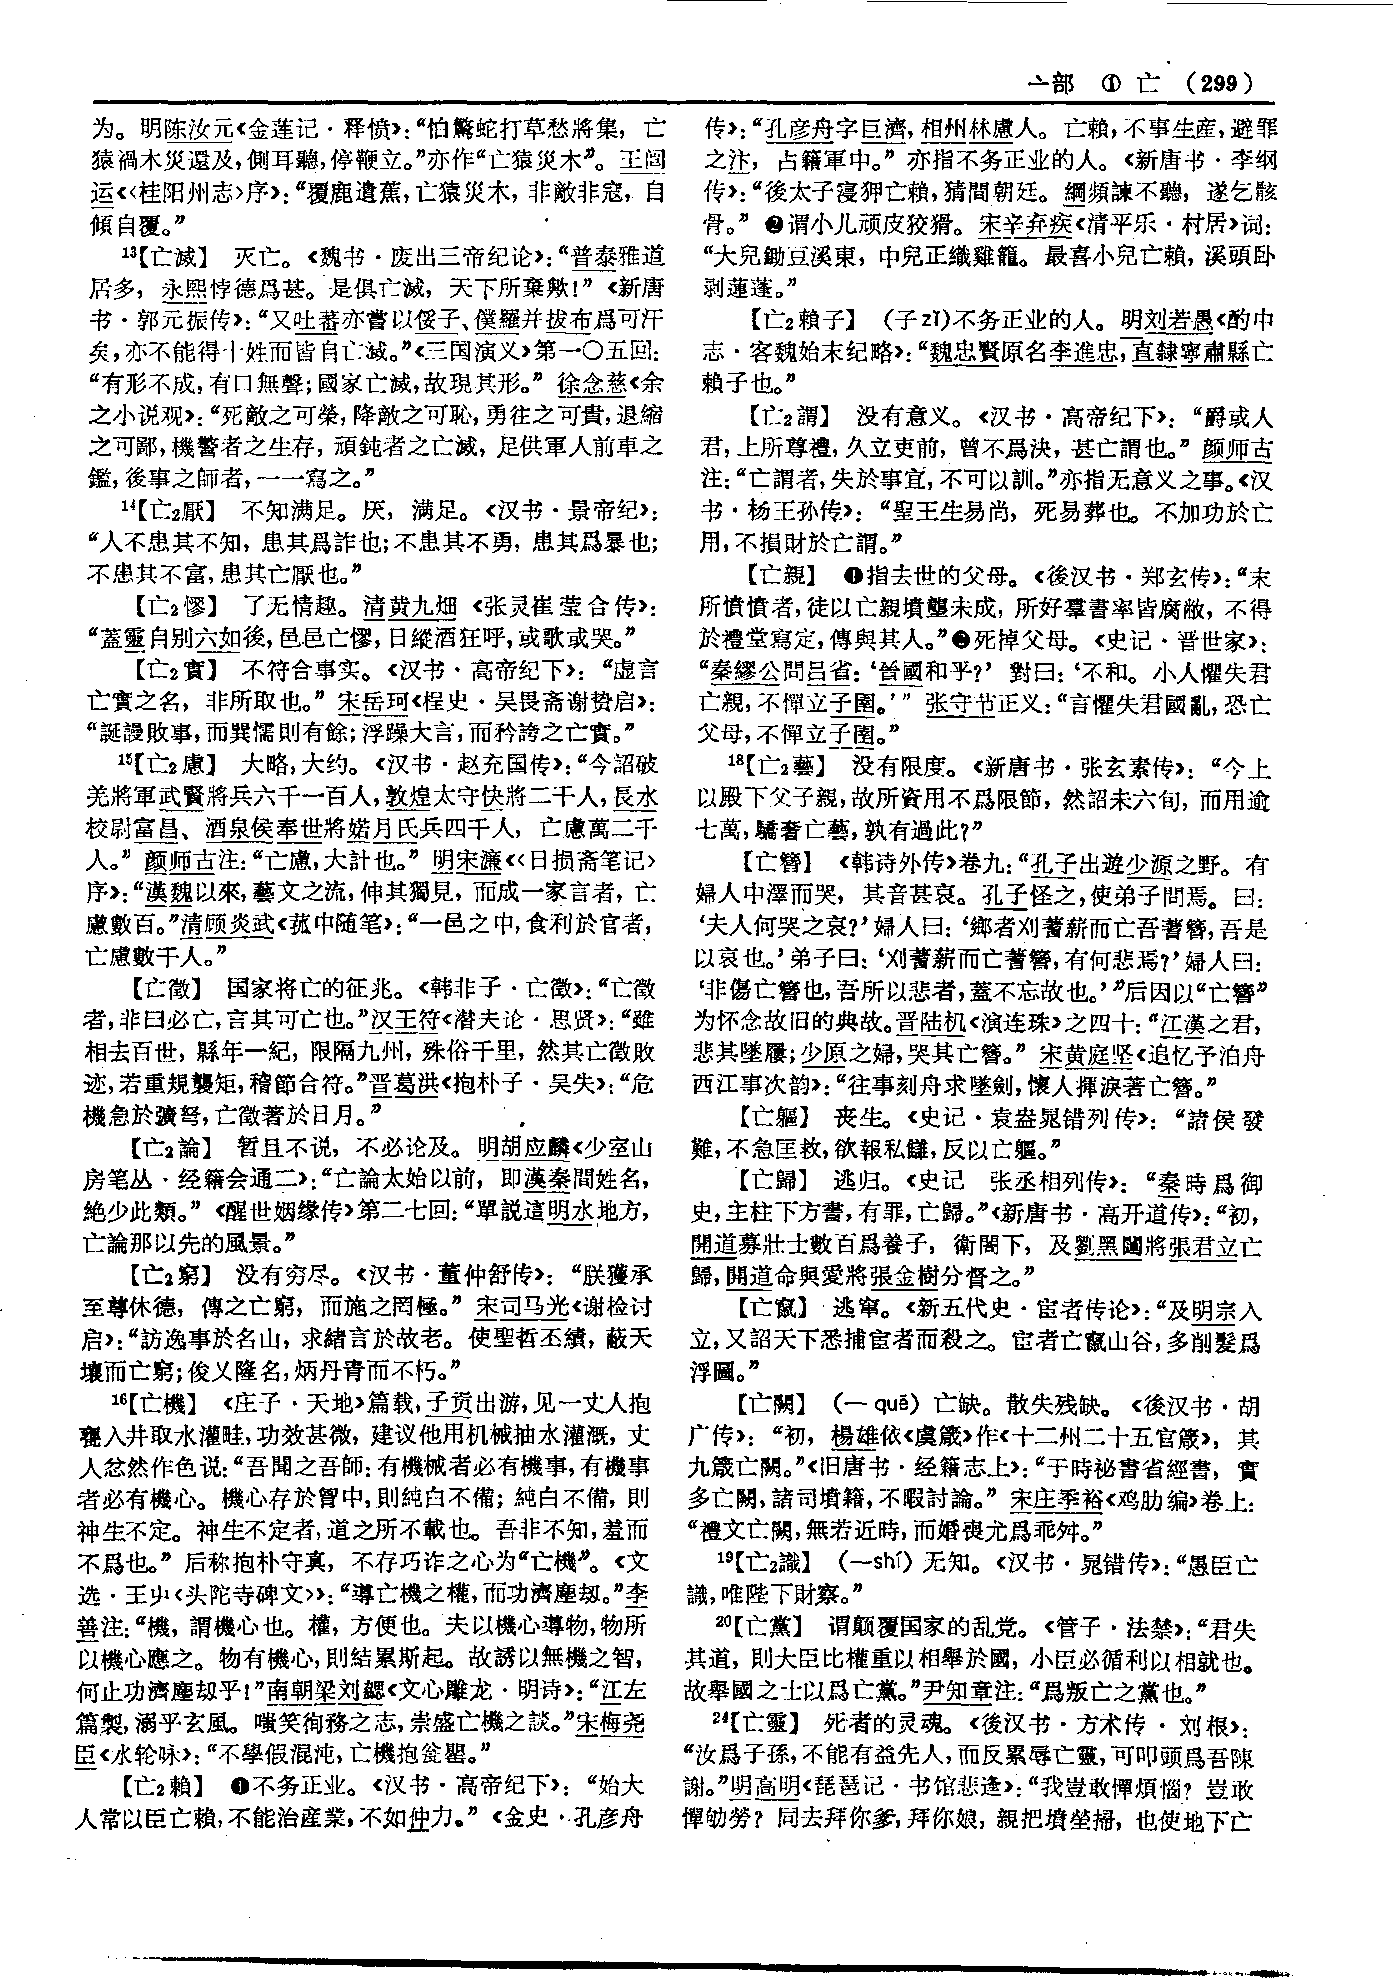 亠部 ① 亡 （299）
为。明陈汝元《金莲记·释愤》：“怕驚蛇打草愁將集，亡
猿禍木災還及，側耳聽，停鞭立。”亦作“亡猿災木”。王闿
运《〈桂阳州志〉序》：“覆鹿遺蕉，亡猿災木，非敵非寇，自
傾自覆。”
13【亡滅】 灭亡。《魏书·废出三帝纪论》：“普泰雅道
居多，永熙悖德爲甚。是俱亡滅，天下所棄歟！”《新唐
书·郭元振传》：“又吐蕃亦嘗以俀子、僕羅并拔布爲可汗
矣，亦不能得十姓而皆自亡滅。”《三国演义》第一〇五回：
“有形不成，有口無聲；國家亡滅，故現其形。”徐念慈《余
之小说观》：“死敵之可榮，降敵之可恥，勇往之可貴，退縮
之可鄙，機警者之生存，頑鈍者之亡滅，足供軍人前車之
鑑，後事之師者，一一寫之。”
14【亡2厭】 不知满足。厌，满足。《汉书·景帝纪》：
“人不患其不知，患其爲詐也；不患其不勇，患其爲暴也；
不患其不富，患其亡厭也。”
【亡2憀】 了无情趣。清黄九烟《张灵崔莹合传》：
“蓋靈自别六如後，邑邑亡憀，日縱酒狂呼，或歌或哭。”
【亡2實】 不符合事实。《汉书·高帝纪下》：“虚言
亡實之名，非所取也。”宋岳珂《桯史·吴畏斋谢贽启》：
“誕謾敗事，而巽懦則有餘；浮躁大言，而矜誇之亡實。”
15【亡2慮】 大略，大约。《汉书·赵充国传》：“今詔破
羌將軍武賢將兵六千一百人，敦煌太守快將二千人，長水
校尉富昌、酒泉侯奉世將婼月氏兵四千人，亡慮萬二千
人。”颜师古注：“亡慮，大計也。”明宋濂《〈日损斋笔记〉
序》：“漢魏以來，藝文之流，伸其獨見，而成一家言者，亡
慮數百。”清顾炎武《菰中随笔》：“一邑之中，食利於官者，
亡慮數千人。”
【亡徵】 国家将亡的征兆。《韩非子·亡徵》：“亡徵
者，非曰必亡，言其可亡也。”汉王符《潜夫论·思贤》：“雖
相去百世，縣年一紀，限隔九州，殊俗千里，然其亡徵敗
迹，若重規襲矩，稽節合符。”晋葛洪《抱朴子·吴失》：“危
機急於彍弩，亡徵著於日月。”
【亡2論】 暂且不说，不必论及。明胡应麟《少室山
房笔丛·经籍会通二》：“亡論太始以前，即漢秦間姓名，
絶少此類。”《醒世姻缘传》第二七回：“單説這明水地方，
亡論那以先的風景。”
【亡2窮】 没有穷尽。《汉书·董仲舒传》：“朕獲承
至尊休德，傳之亡窮，而施之罔極。”宋司马光《谢检讨
启》：“訪逸事於名山，求緒言於故老。使聖哲丕績，蔽天
壤而亡窮；俊乂隆名，炳丹青而不朽。”
16【亡機】 《庄子·天地》篇载，子贡出游，见一丈人抱
甕入井取水灌畦，功效甚微，建议他用机械抽水灌溉，丈
人忿然作色说：“吾聞之吾師：有機械者必有機事，有機事
者必有機心。機心存於胷中，則純白不備；純白不備，則
神生不定。神生不定者，道之所不載也。吾非不知，羞而
不爲也。”后称抱朴守真，不存巧诈之心为“亡機”。《文
选·王屮〈头陀寺碑文〉》：“導亡機之權，而功濟塵刼。”李
善注：“機，謂機心也。權，方便也。夫以機心導物，物所
以機心應之。物有機心，則結累斯起。故誘以無機之智，
何止功濟塵刼乎！”南朝梁刘勰《文心雕龙·明诗》：“江左
篇製，溺乎玄風。嗤笑徇務之志，崇盛亡機之談。”宋梅尧
臣《水轮咏》：“不學假混沌，亡機抱瓮罌。”
【亡2賴】 ❶不务正业。《汉书·高帝纪下》：“始大
人常以臣亡賴，不能治産業，不如仲力。”《金史·孔彦舟
传》：“孔彦舟字巨濟，相州林慮人。亡賴，不事生産，避罪
之汴，占籍軍中。”亦指不务正业的人。《新唐书·李纲
传》：“後太子寖狎亡賴，猜間朝廷。綱頻諫不聽，遂乞骸
骨。”❷谓小儿顽皮狡猾。宋辛弃疾《清平乐·村居》词：
“大兒鋤豆溪東，中兒正織雞籠。最喜小兒亡賴，溪頭卧
剥蓮蓬。”
【亡2賴子】 （子zǐ）不务正业的人。明刘若愚《酌中
志·客魏始末纪略》：“魏忠賢原名李進忠，直隸寧肅縣亡
賴子也。”
【亡2謂】 没有意义。《汉书·高帝纪下》：“爵或人
君，上所尊禮，久立吏前，曾不爲決，甚亡謂也。”颜师古
注：“亡謂者，失於事宜，不可以訓。”亦指无意义之事。《汉
书·杨王孙传》：“聖王生易尚，死易葬也。不加功於亡
用，不損財於亡謂。”
【亡親】 ❶指去世的父母。《後汉书·郑玄传》：“末
所憤憤者，徒以亡親墳壟未成，所好羣書率皆腐敝，不得
於禮堂寫定，傳與其人。”❷死掉父母。《史记·晋世家》：
“秦繆公問吕省：‘晉國和乎？’對曰：‘不和。小人懼失君
亡親，不憚立子圉。’”张守节正义：“言懼失君國亂，恐亡
父母，不憚立子圉。”
18【亡2藝】 没有限度。《新唐书·张玄素传》：“今上
以殿下父子親，故所資用不爲限節，然詔未六旬，而用逾
七萬，驕奢亡藝，孰有過此？”
【亡簪】 《韩诗外传》卷九：“孔子出遊少源之野。有
婦人中澤而哭，其音甚哀。孔子怪之，使弟子問焉。曰：
‘夫人何哭之哀？’婦人曰：‘鄉者刈蓍薪而亡吾蓍簪，吾是
以哀也。’弟子曰：‘刈蓍薪而亡蓍簪，有何悲焉？’婦人曰：
‘非傷亡簪也，吾所以悲者，蓋不忘故也。’”后因以“亡簪”
为怀念故旧的典故。晋陆机《演连珠》之四十：“江漢之君，
悲其墜屨；少原之婦，哭其亡簪。”宋黄庭坚《追忆予泊舟
西江事次韵》：“往事刻舟求墜劍，懷人揮淚著亡簪。”
【亡軀】 丧生。《史记·袁盎晁错列传》：“諸侯發
難，不急匡救，欲報私讎，反以亡軀。”
【亡歸】 逃归。《史记 张丞相列传》：“秦時爲御
史，主柱下方書，有罪，亡歸。”《新唐书·高开道传》：“初，
開道募壯士數百爲養子，衛閤下，及劉黑闥將張君立亡
歸，開道命與愛將張金樹分督之。”
【亡竄】 逃窜。《新五代史·宦者传论》：“及明宗入
立，又詔天下悉捕宦者而殺之。宦者亡竄山谷，多削髮爲
浮圖。”
【亡闕】 （一quē）亡缺。散失残缺。《後汉书·胡
广传》：“初，楊雄依《虞箴》作《十二州二十五官箴》，其
九箴亡闕。”《旧唐书·经籍志上》：“于時祕書省經書，實
多亡闕，諸司墳籍，不暇討論。”宋庄季裕《鸡肋编》卷上：
“禮文亡闕，無若近時，而婚喪尤爲乖舛。”
19【亡2識】 （一shí）无知。《汉书·晁错传》：“愚臣亡
識，唯陛下財察。”
20【亡黨】 谓颠覆国家的乱党。《管子·法禁》：“君失
其道，則大臣比權重以相舉於國，小臣必循利以相就也。
故舉國之士以爲亡黨。”尹知章注：“爲叛亡之黨也。”
24【亡靈】 死者的灵魂。《後汉书·方术传·刘根》：
“汝爲子孫，不能有益先人，而反累辱亡靈，可叩頭爲吾陳
謝。”明高明《琵琶记·书馆悲逢》：“我豈敢憚煩惱？豈敢
憚劬勞？同去拜你爹，拜你娘，親把墳塋掃，也使地下亡